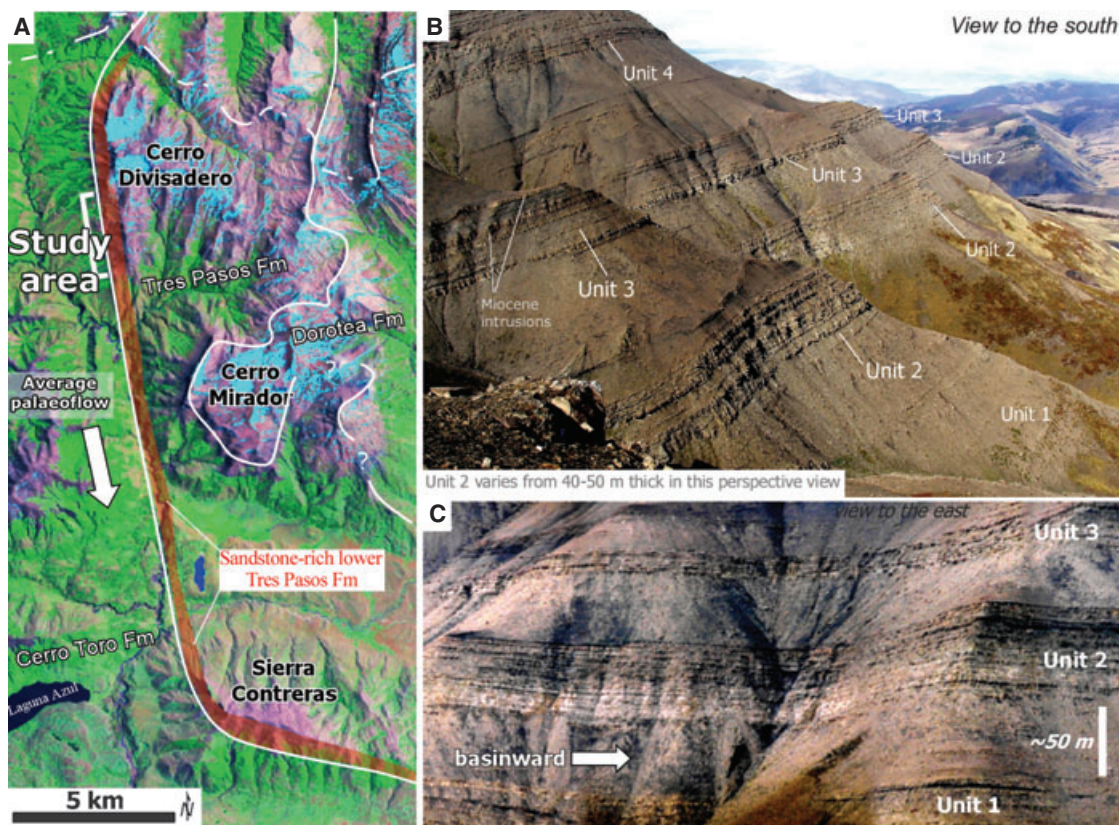 A
Cerro
Divisadero
Study
area
Tres Pasos Fm
Dorotea Fm
Cerro
Mirador
Average
palaeoflow
?
Sandstone-rich lower
Tres Pasos Fm
Cerro Toro Fm
Sierra
Contreras
Laguna Azul
5 km
N
B
View to the south
Unit 4
Unit 3
Unit 2
Unit 3
Unit 2
Unit 3
Miocene
intrusions
Unit 2
Unit 1
Unit 2 varies from 40-50 m thick in this perspective view
C
view to the east
Unit 3
Unit 2
~50 m
basinward
Unit 1